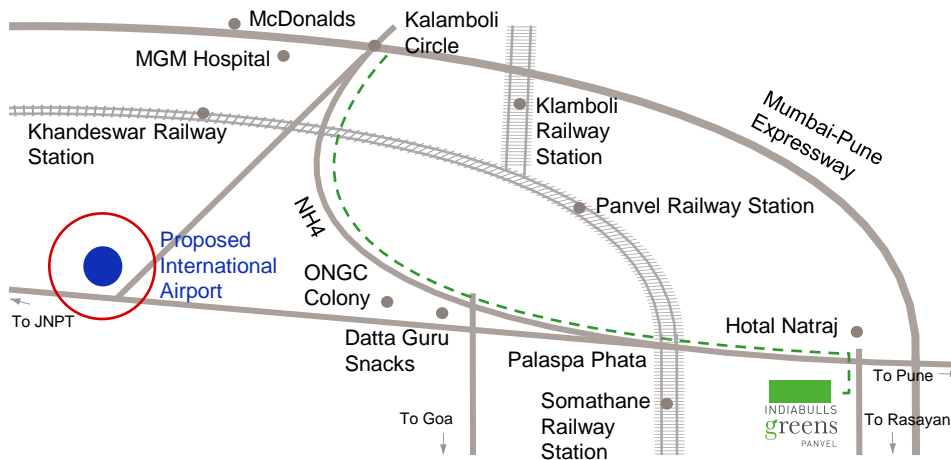 McDonalds
Kalamboli
Circle
MGM Hospital
Klamboli
Railway
Station
Mumbai-Pune
Expressway
Khandeswar Railway
Station
NH4
Panvel Railway Station
Proposed
International
Airport
ONGC
Colony
To JNPT
Datta Guru
Snacks
Hotal Natraj
Palaspa Phata
To Pune
To Goa
Somathane
Railway
Station
INDIABULLS
greens
PANVEL
To Rasayani